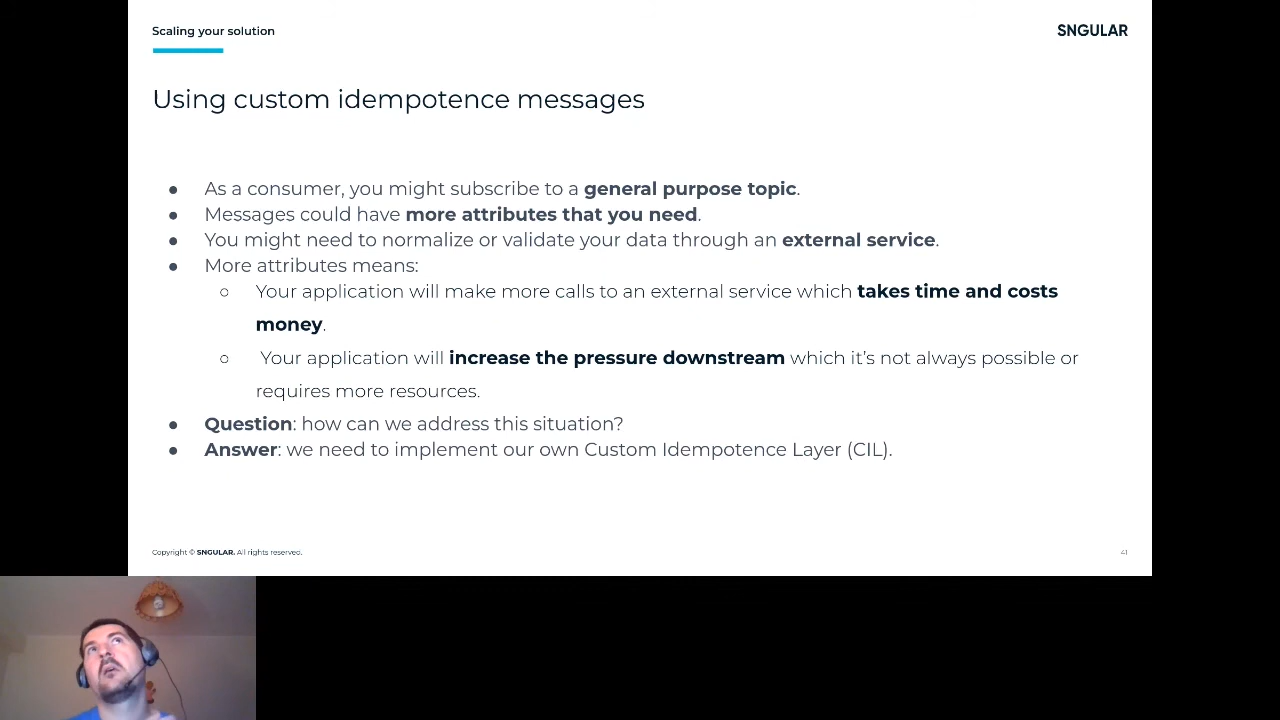 Scaling your solution
SNGULAR
Using custom idempotence messages
● As a consumer, you might subscribe to a general purpose topic.
● Messages could have more attributes that you need.
● You might need to normalize or validate your data through an external service.
● More attributes means:
○ Your application will make more calls to an external service which takes time and costs
money.
○ Your application will increase the pressure downstream which it's not always possible or
requires more resources.
● Question: how can we address this situation?
● Answer: we need to implement our own Custom Idempotence Layer (CIL).
Copyright © SNGULAR. All rights reserved.
41